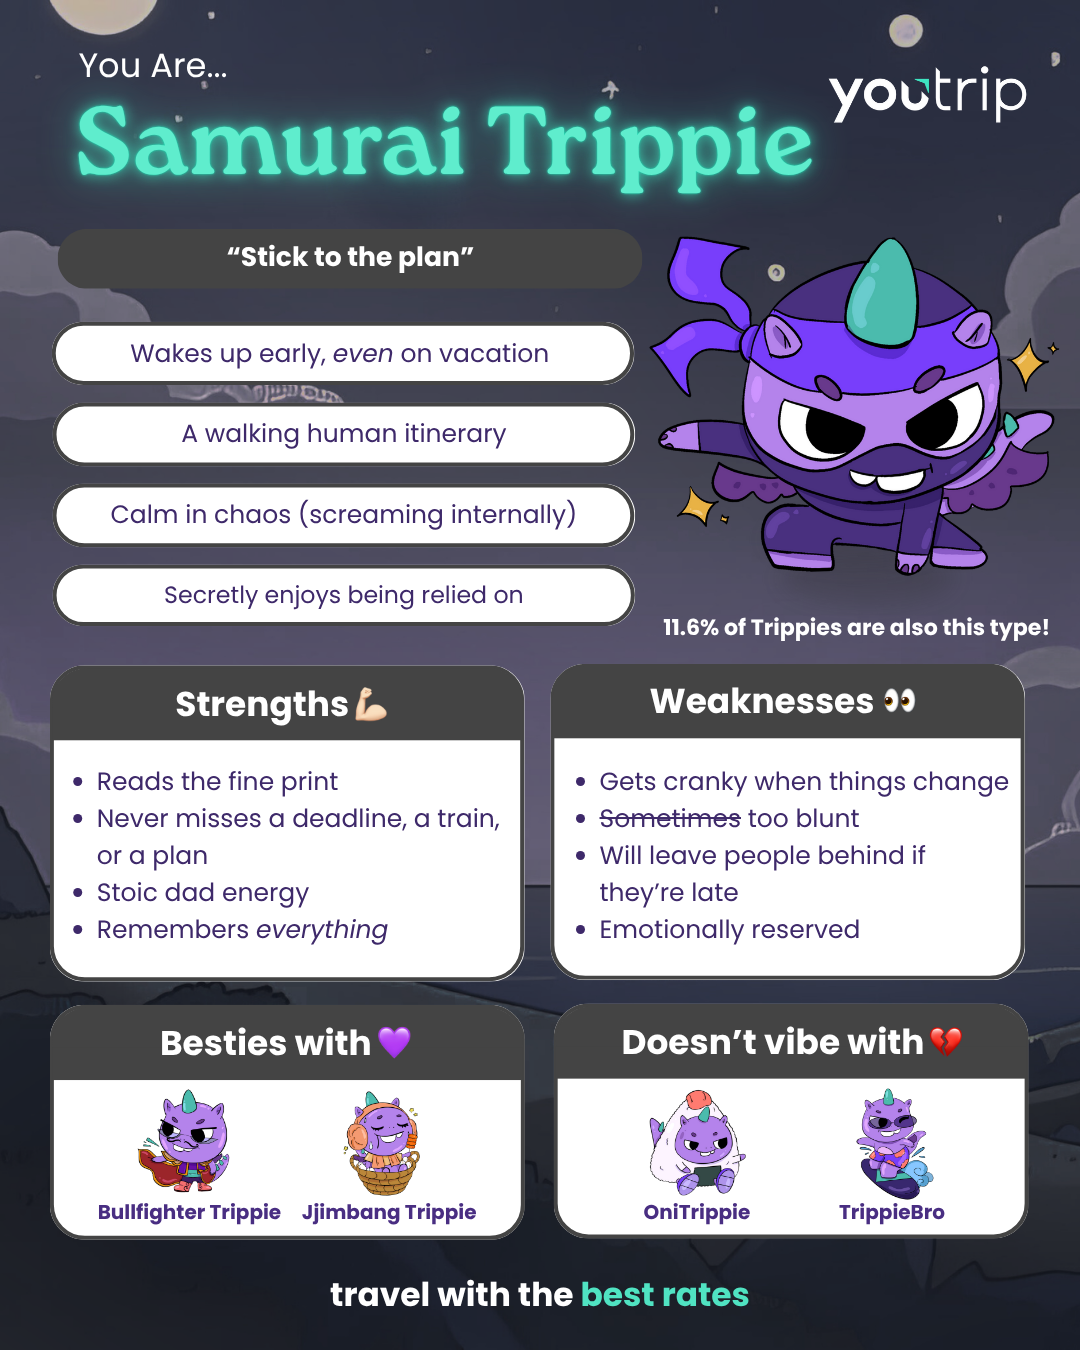 You Are...
youtrip
Samurai Trippie
“Stick to the plan”
Wakes up early, even on vacation
A walking human itinerary
Calm in chaos (screaming internally)
Secretly enjoys being relied on
11.6% of Trippies are also this type!
Strengths💪🏻
Reads the fine print
Never misses a deadline, a train,
or a plan
Stoic dad energy
Remembers everything
Weaknesses 👀
Gets cranky when things change
Sometimes too blunt
Will leave people behind if
they’re late
Emotionally reserved
Besties with💜
Bullfighter Trippie
Jjimbang Trippie
Doesn’t vibe with💔
OniTrippie
TrippieBro
travel with the best rates